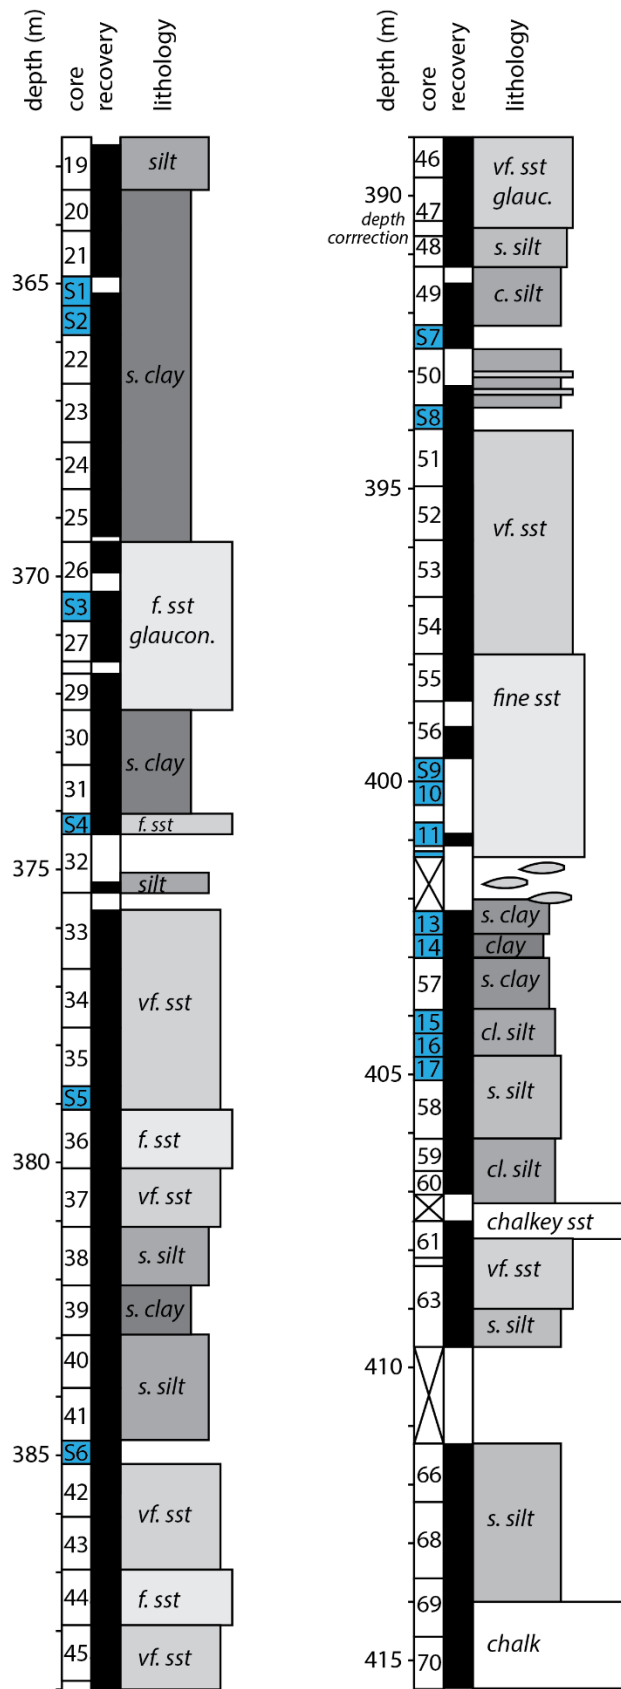 depth (m)
core
recovery
lithology
19
silt
20
21
365
S1
S2
22
s. clay
23
24
25
370
26
f. sst
S3
glaucon.
27
29
30
s. clay
31
S4
f. sst
375
32
silt
33
34
vf. sst
35
S5
36
f. sst
380
37
vf. sst
38
s. silt
39
s. clay
40
s. silt
41
385
S6
42
vf. sst
43
44
f. sst
45
vf. sst
depth (m)
core
recovery
lithology
46
vf. sst
390
glauc.
47
depth
corrrection
48
s. silt
49
c. silt
S7
50
S8
51
395
52
vf. sst
53
54
55
fine sst
56
S9
400
10
11
13
s. clay
14
clay
57
s. clay
15
cl. silt
16
17
405
58
s. silt
59
cl. silt
60
chalkey sst
61
vf. sst
63
s. silt
410
66
s. silt
68
69
chalk
415
70